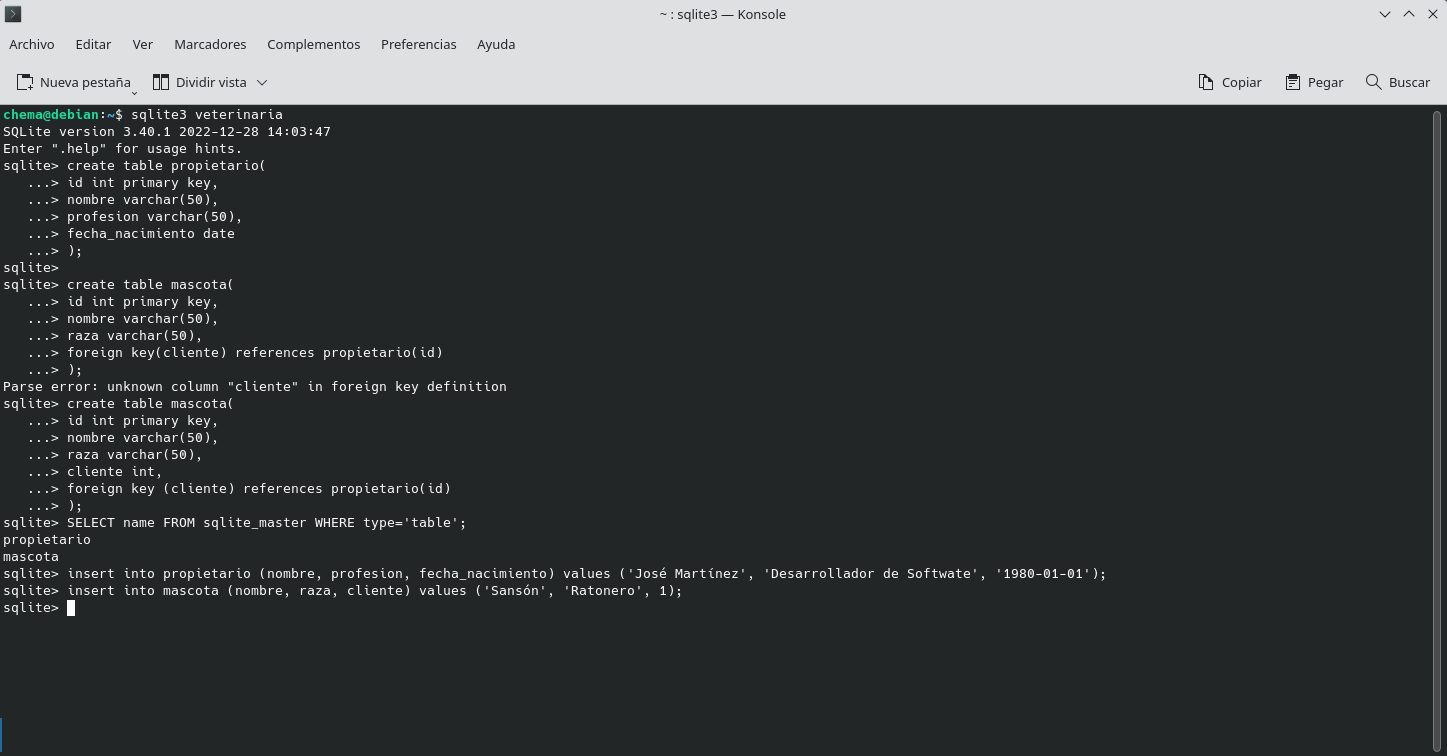 ~ : sqlite3 — Konsole
Archivo Editar Ver Marcadores Complementos Preferencias Ayuda
Nueva pestaña Dividir vista Copiar Pegar Buscar
chema@debian:~$ sqlite3 veterinaria
SQLite version 3.40.1 2022-12-28 14:03:47
Enter ".help" for usage hints.
sqlite> create table propietario(
   ...> id int primary key,
   ...> nombre varchar(50),
   ...> profesion varchar(50),
   ...> fecha_nacimiento date
   ...> );
sqlite>
sqlite> create table mascota(
   ...> id int primary key,
   ...> nombre varchar(50),
   ...> raza varchar(50),
   ...> foreign key(cliente) references propietario(id)
   ...> );
Parse error: unknown column "cliente" in foreign key definition
sqlite> create table mascota(
   ...> id int primary key,
   ...> nombre varchar(50),
   ...> raza varchar(50),
   ...> cliente int,
   ...> foreign key (cliente) references propietario(id)
   ...> );
sqlite> SELECT name FROM sqlite_master WHERE type='table';
propietario
mascota
sqlite> insert into propietario (nombre, profesion, fecha_nacimiento) values ('José Martínez', 'Desarrollador de Softwate', '1980-01-01');
sqlite> insert into mascota (nombre, raza, cliente) values ('Sansón', 'Ratonero', 1);
sqlite>